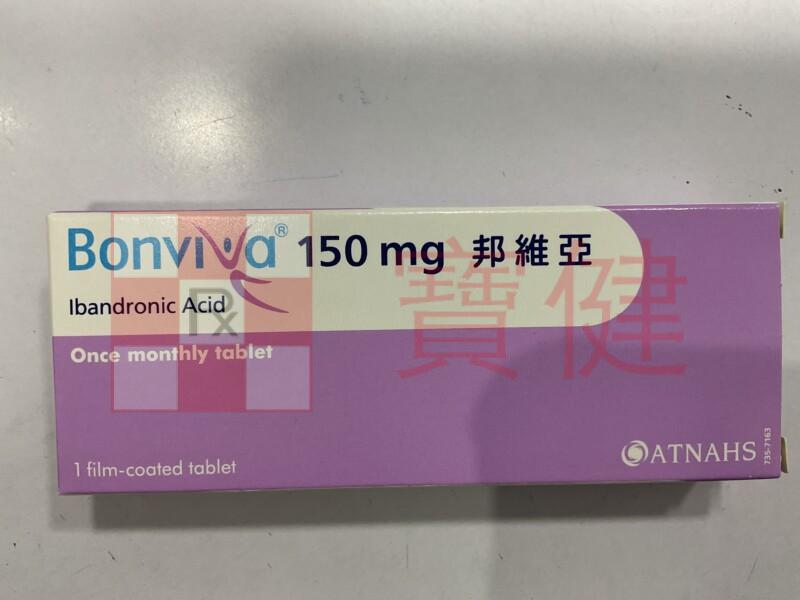 Bonviva® 150 mg 邦維亞
Ibandronic Acid
Rx
寶健
Once monthly tablet
1 film-coated tablet
ATNAHS
735-7163